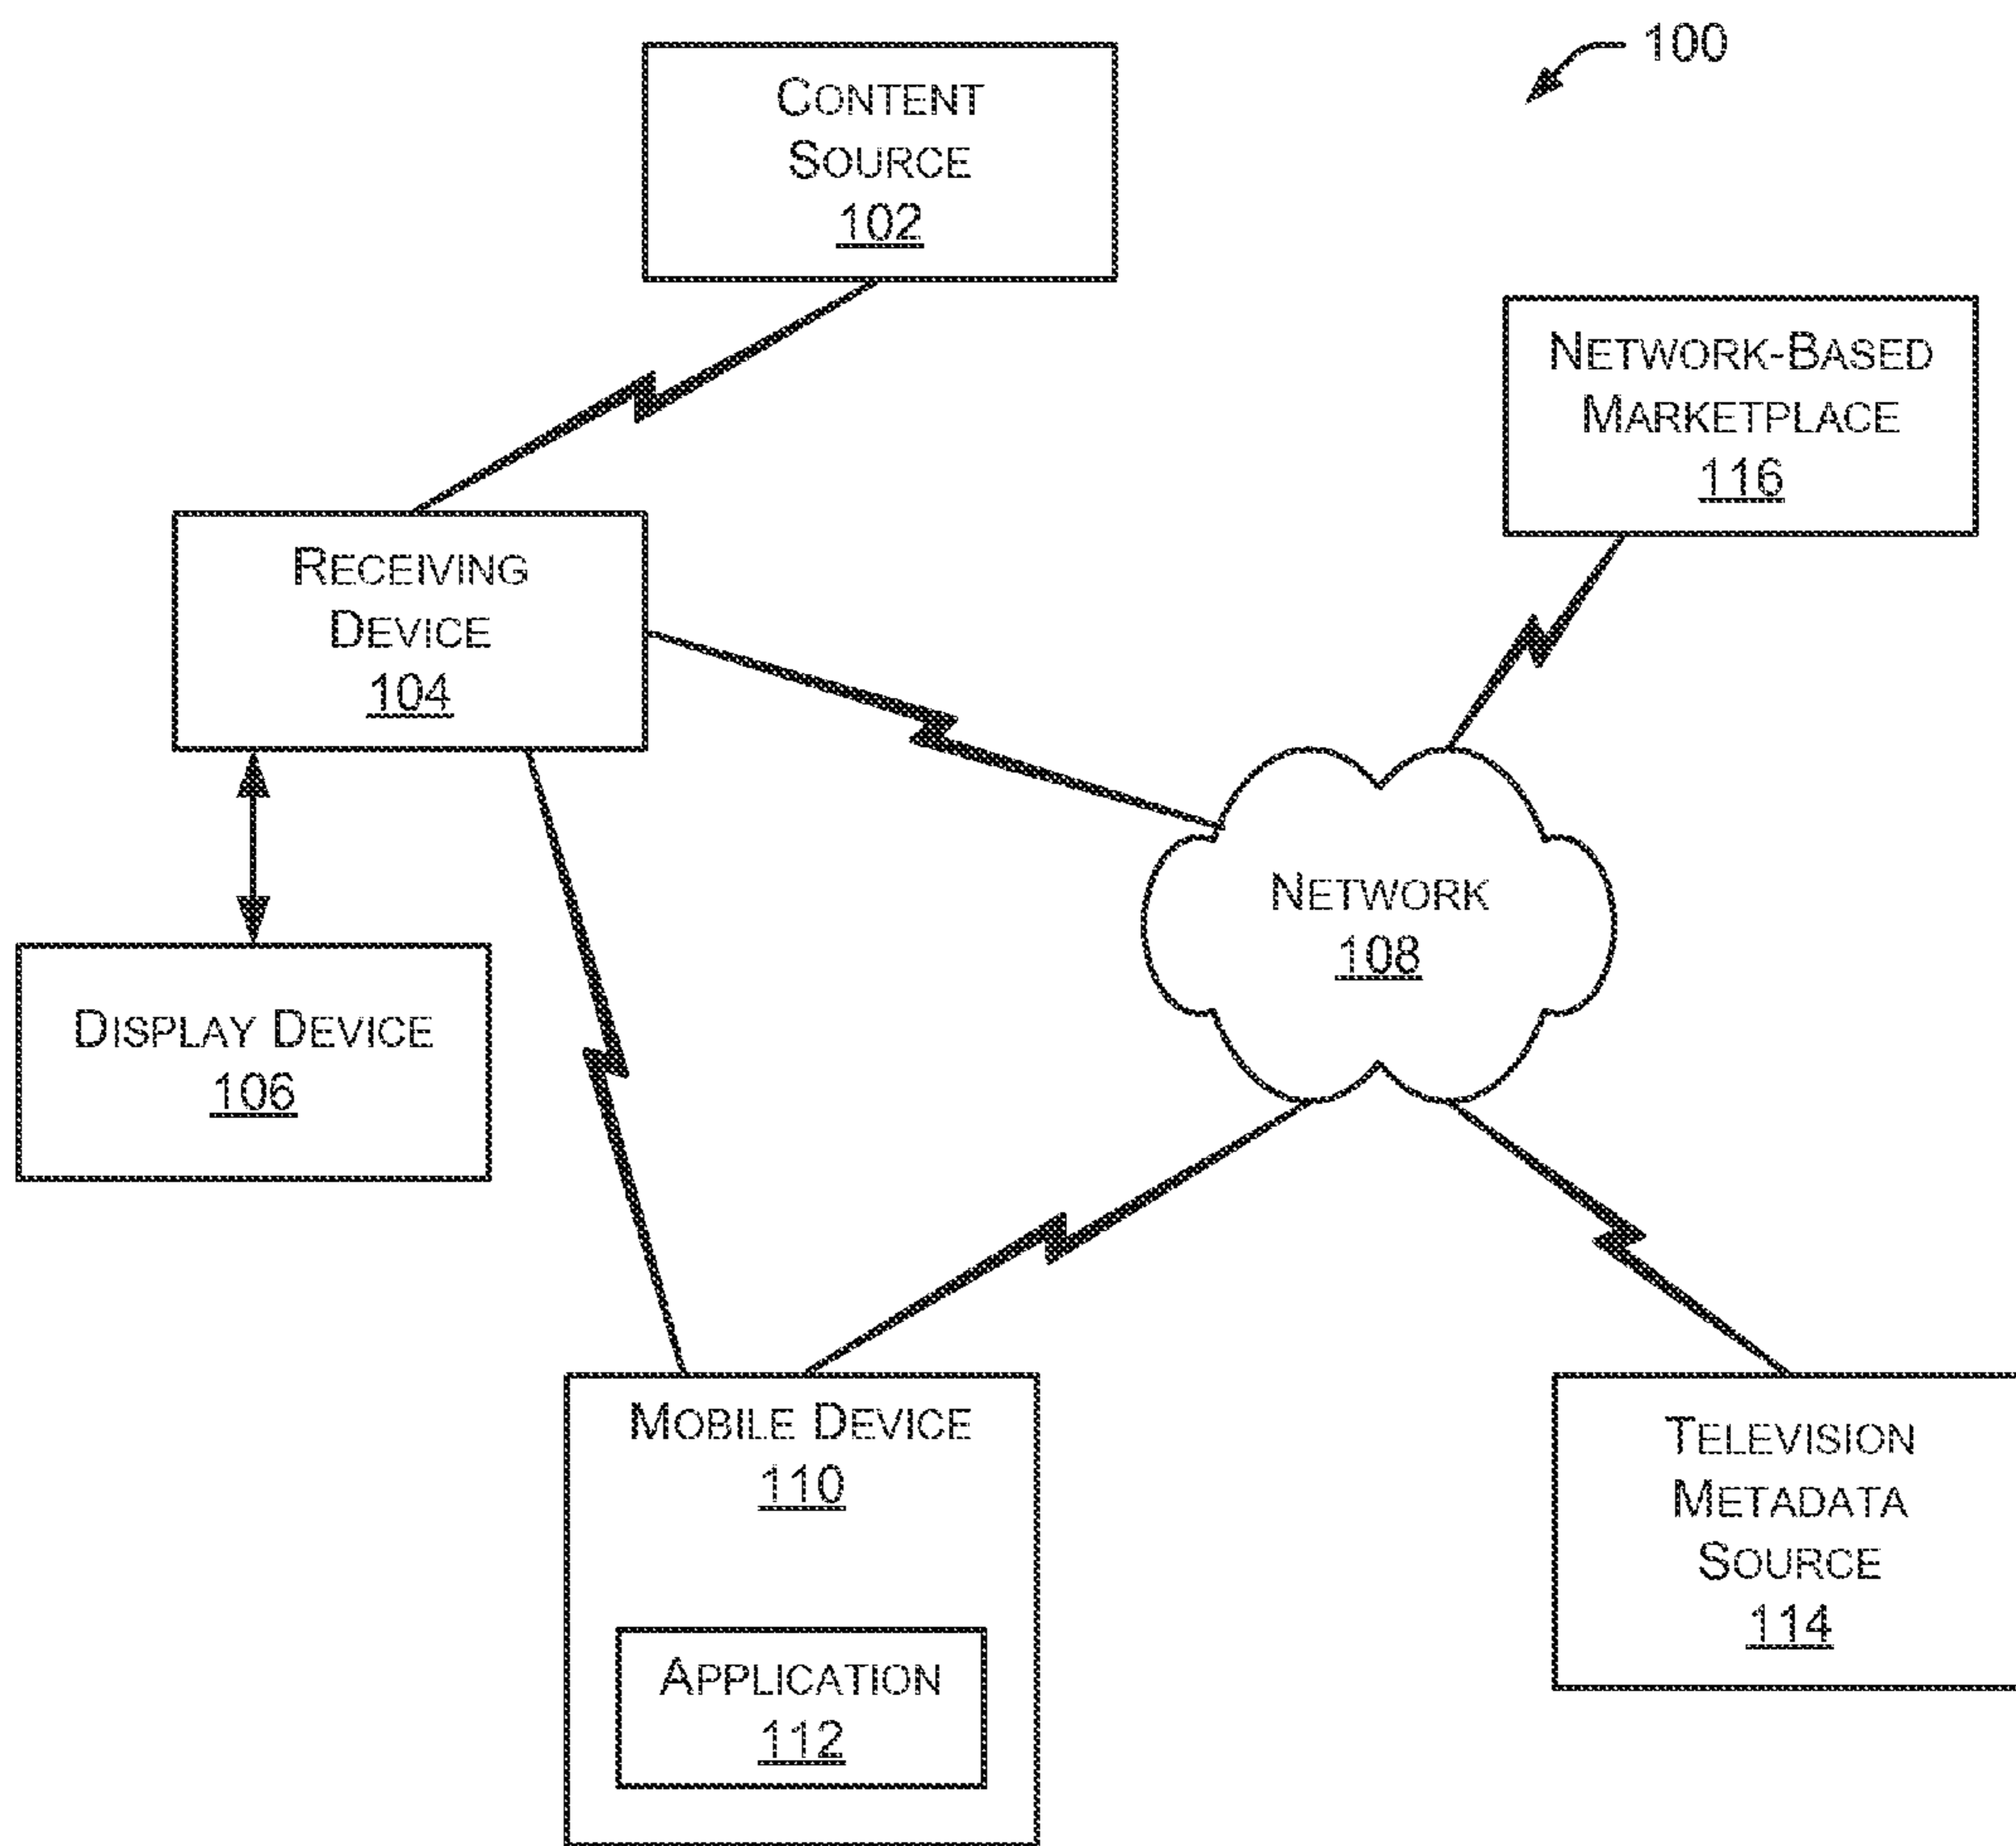 100
CONTENT
SOURCE
102
NETWORK-BASED
MARKETPLACE
116
RECEIVING
DEVICE
104
NETWORK
108
DISPLAY DEVICE
106
MOBILE DEVICE
110
APPLICATION
112
TELEVISION
METADATA
SOURCE
114